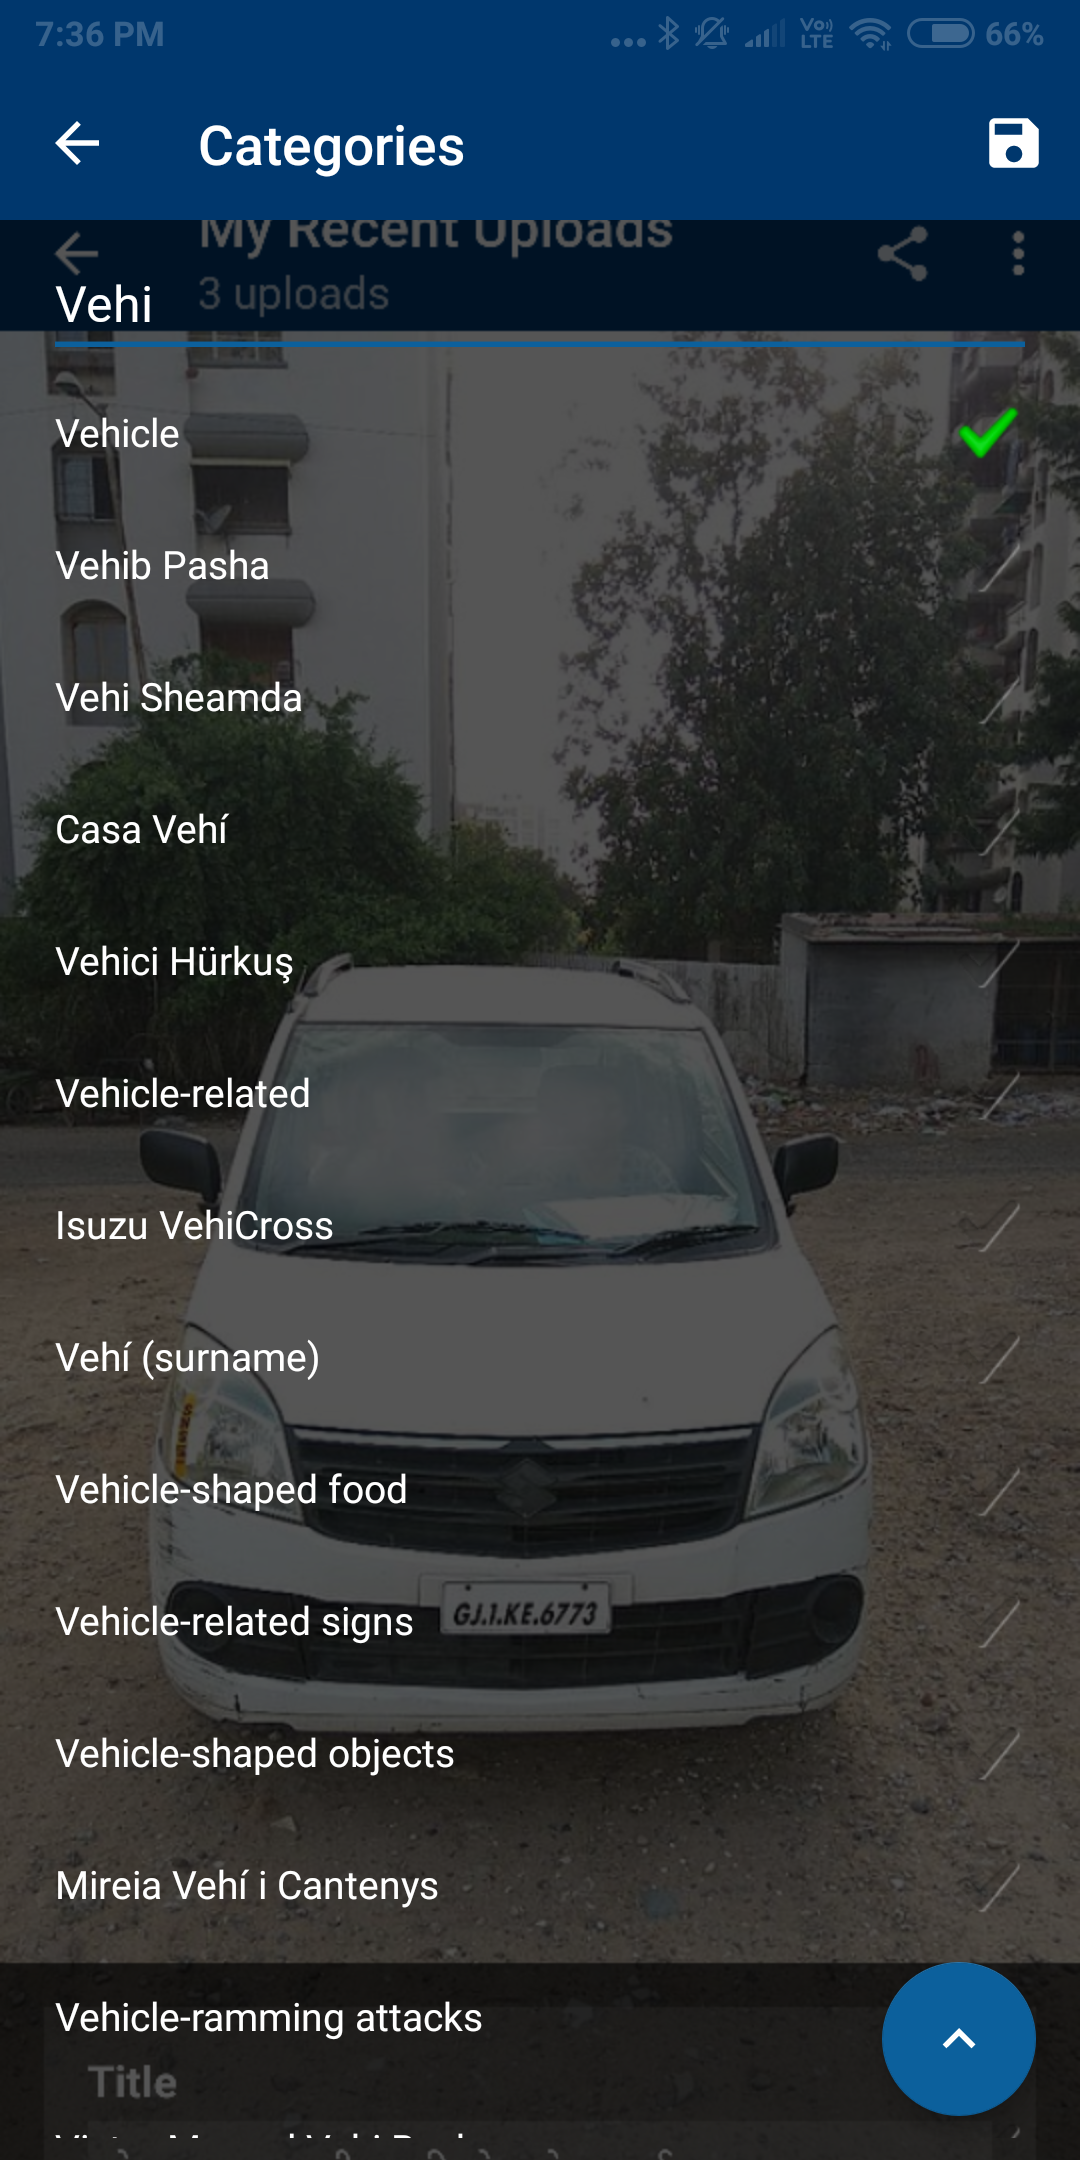 7:36 PM
Vo))
LTE
66%
Categories
My Recent Uploads
3 uploads
Vehi
Vehicle
Vehib Pasha
Vehi Sheamda
Casa Vehí
Vehici Hürkuş
Vehicle-related
Isuzu VehiCross
Vehí (surname)
Vehicle-shaped food
GJ.1.KE.6773
Vehicle-related signs
Vehicle-shaped objects
Mireia Vehí i Cantenys
Vehicle-ramming attacks
Title